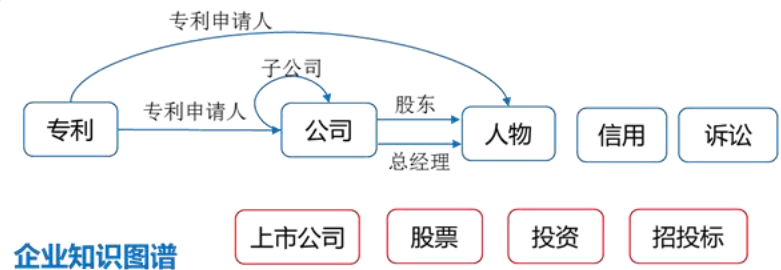 专利申请人
子公司
专利申请人
股东
专利
公司
人物
信用
诉讼
总经理
上市公司
股票
投资
招投标
企业知识图谱